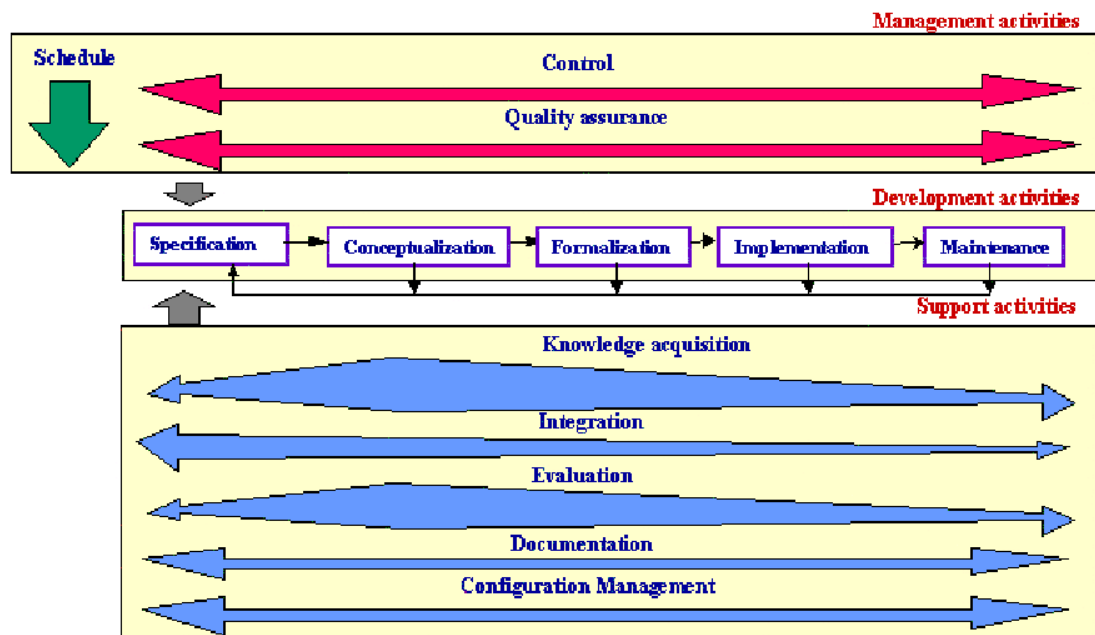 Management activities
Schedule
Control
Quality assurance
Development activities
Specification
Conceptualization
Formalization
Implementation
Maintenance
Support activities
Knowledge acquisition
Integration
Evaluation
Documentation
Configuration Management